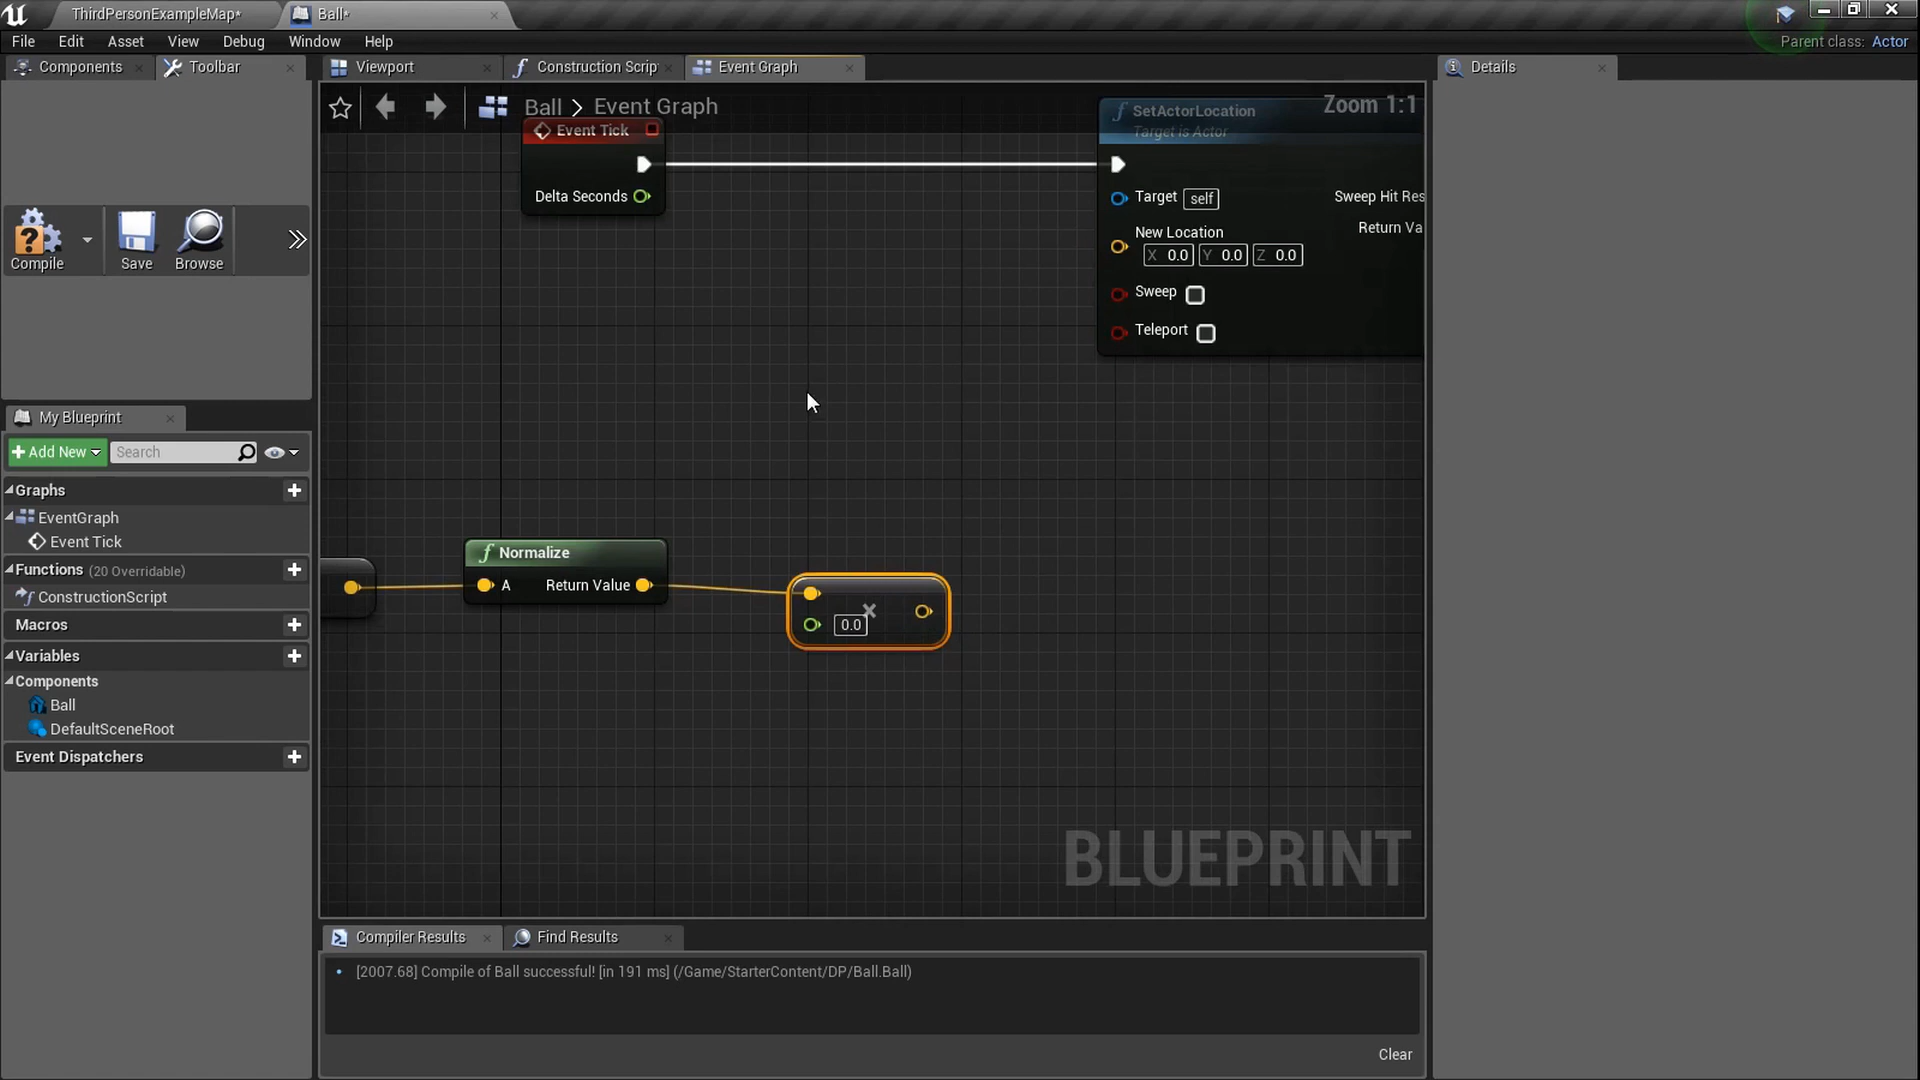 ThirdPersonExampleMap*
Ball*
File Edit Asset View Debug Window Help
Parent class: Actor
Components
Toolbar
Viewport
Construction Scrip
Event Graph
Details
Compile
Save
Browse
Ball > Event Graph
Zoom 1:1
Event Tick
Delta Seconds
SetActorLocation
Target is Actor
Target self
Sweep Hit Res
New Location
Return Va
X 0.0 Y 0.0 Z 0.0
Sweep
Teleport
My Blueprint
+ Add New
Search
Graphs
EventGraph
Event Tick
Functions (20 Overridable)
ConstructionScript
Macros
Variables
Components
Ball
DefaultSceneRoot
Event Dispatchers
Normalize
A Return Value
0.0
BLUEPRINT
Compiler Results
Find Results
[2007.68] Compile of Ball successful! [in 191 ms] (/Game/StarterContent/DP/Ball.Ball)
Clear